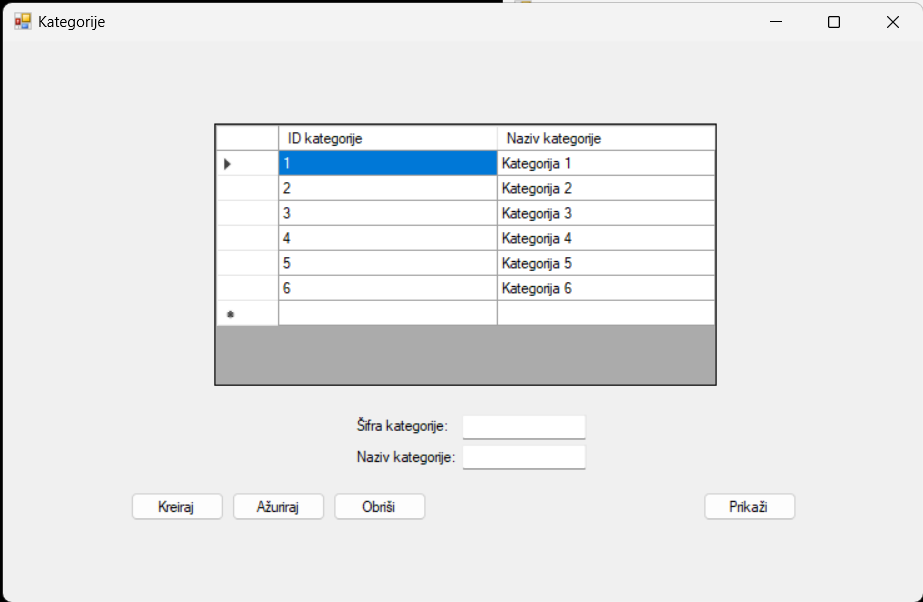 Kategorije
ID kategorije Naziv kategorije
1 Kategorija 1
2 Kategorija 2
3 Kategorija 3
4 Kategorija 4
5 Kategorija 5
6 Kategorija 6
Šifra kategorije:
Naziv kategorije:
Kreiraj Ažuriraj Obriši Prikaži